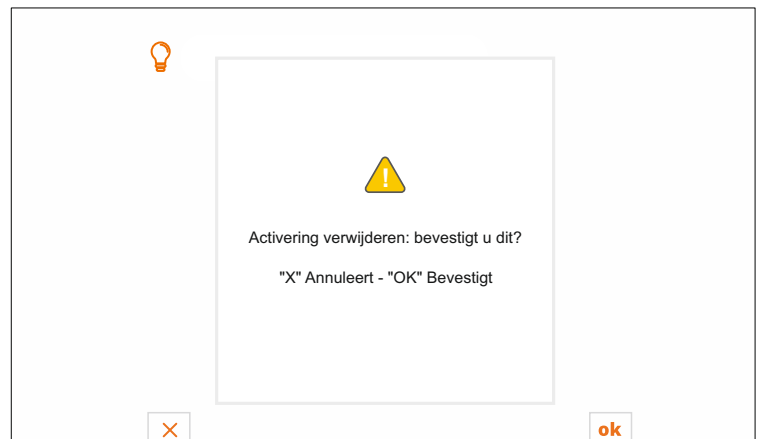 Activering verwijderen: bevestigt u dit?
"X" Annuleert - "OK" Bevestigt
ok